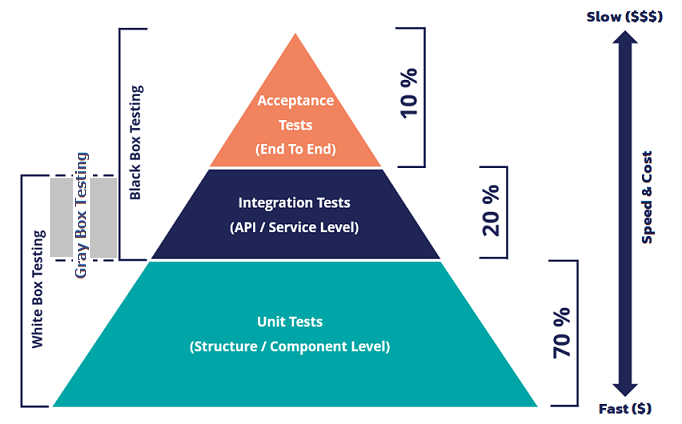 Slow ($$$)
Acceptance
Tests
(End To End)
10 %
Black Box Testing
Gray Box Testing
Integration Tests
(API / Service Level)
20 %
Speed & Cost
White Box Testing
Unit Tests
(Structure / Component Level)
70 %
Fast ($)